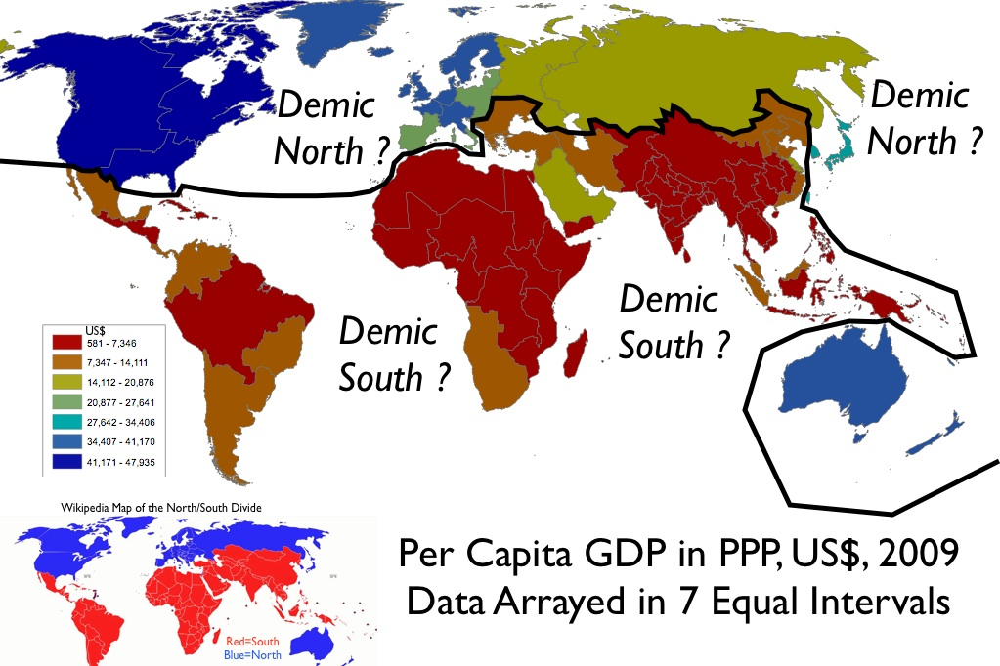 Demic
North ?
Demic
North ?
Demic
South ?
Demic
South ?
US$
581 - 7,346
7,347 - 14,111
14,112 - 20,876
20,877 - 27,641
27,642 - 34,406
34,407 - 41,170
41,171 - 47,935
Wikipedia Map of the North/South Divide
Red=South
Blue=North
Per Capita GDP in PPP, US$, 2009
Data Arrayed in 7 Equal Intervals